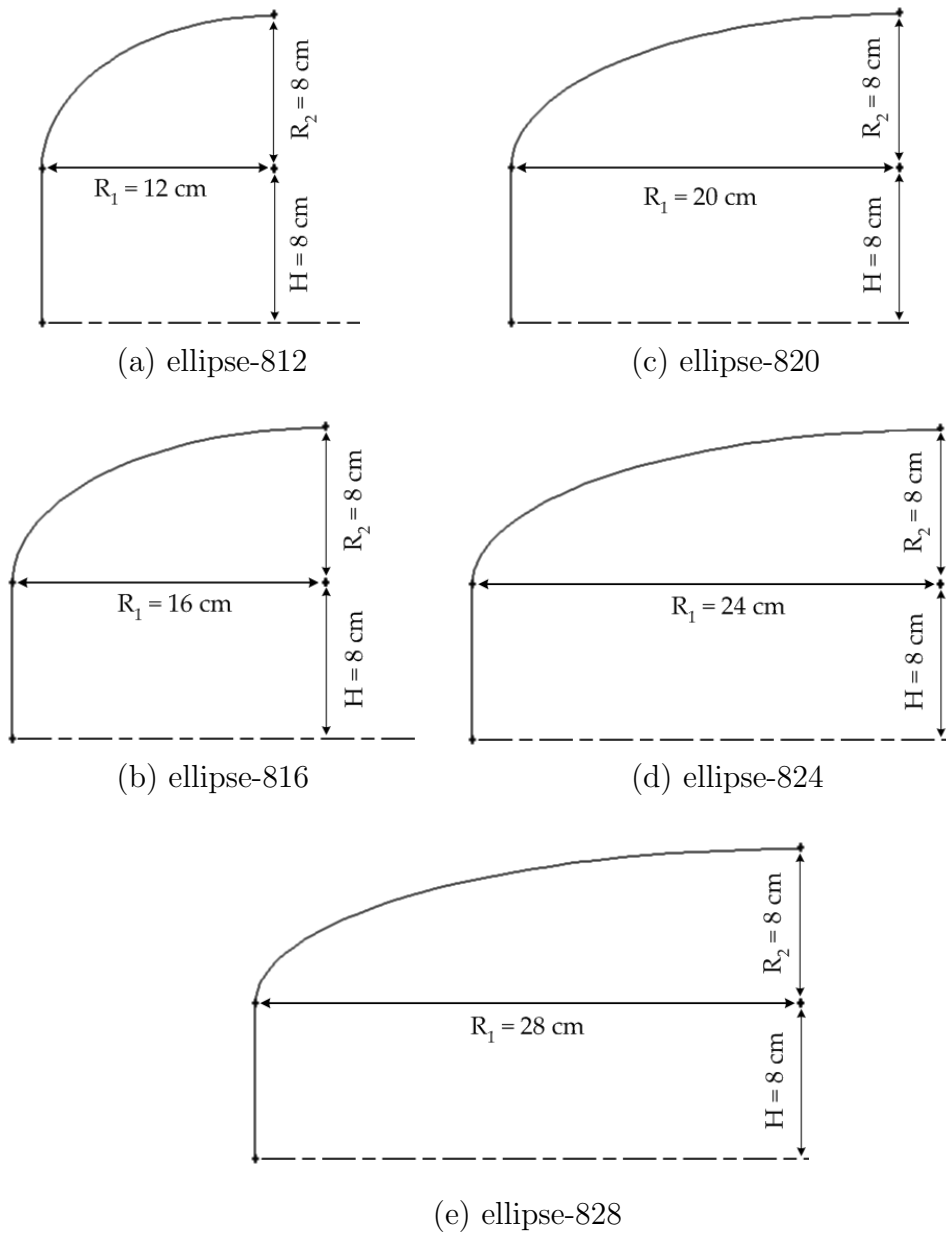 R₂ = 8 cm
R₁ = 12 cm
H = 8 cm
(a) ellipse-812
R₂ = 8 cm
R₁ = 20 cm
H = 8 cm
(c) ellipse-820
R₂ = 8 cm
R₁ = 16 cm
H = 8 cm
(b) ellipse-816
R₂ = 8 cm
R₁ = 24 cm
H = 8 cm
(d) ellipse-824
R₂ = 8 cm
R₁ = 28 cm
H = 8 cm
(e) ellipse-828